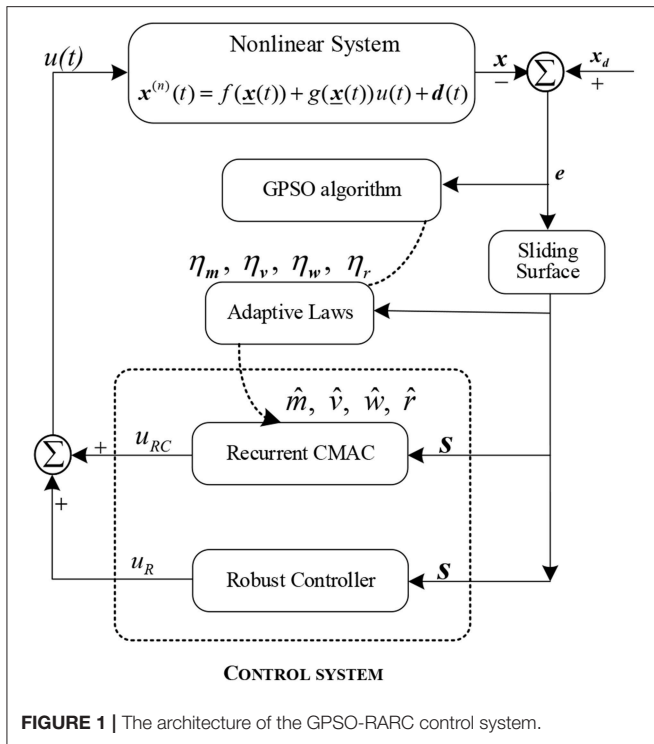 u(t)
Nonlinear System
x⁽ⁿ⁾(t) = f(x(t)) + g(x(t))u(t) + d(t)
x
−
Σ
x_d
+
e
GPSO algorithm
Sliding
Surface
η_m, η_v, η_w, η_r
Adaptive Laws
m̂, v̂, ŵ, r̂
Σ
+
u_RC
Recurrent CMAC
S
+
u_R
Robust Controller
S
CONTROL SYSTEM
FIGURE 1 | The architecture of the GPSO-RARC control system.